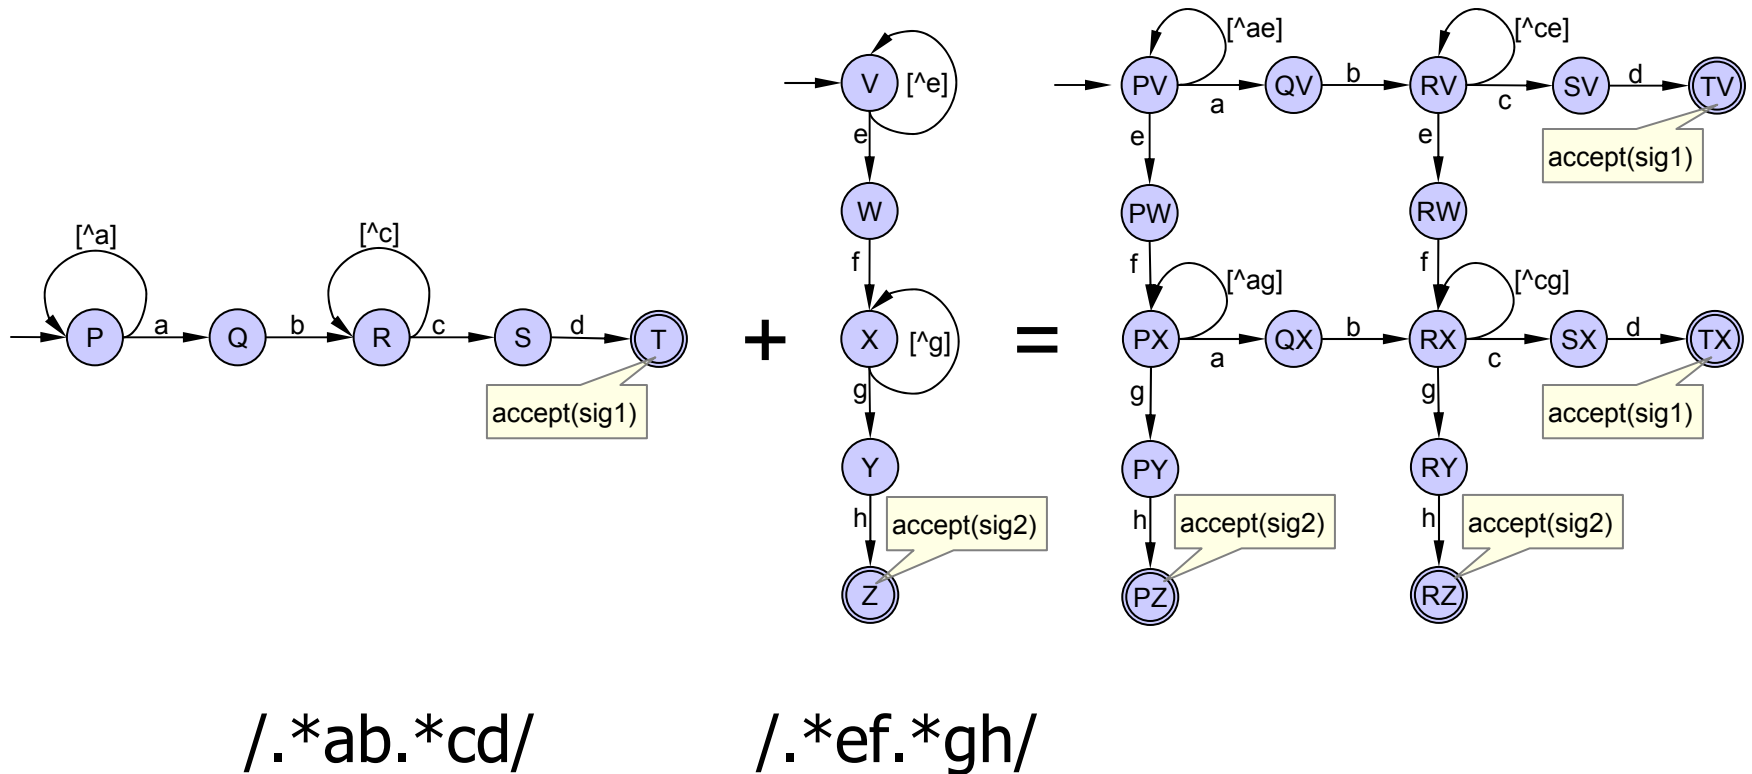 [^ae] [^ce]
V [^e] PV a QV b RV c SV d TV
e e e accept(sig1)
W PW RW
[^a] [^c] f f [^ag] f [^cg]
P a Q b R c S d T + X [^g] = PX a QX b RX c SX d TX
accept(sig1) g g g accept(sig1)
Y PY RY
h accept(sig2) h accept(sig2) h accept(sig2)
Z PZ RZ
/.*ab.*cd/ /.*ef.*gh/